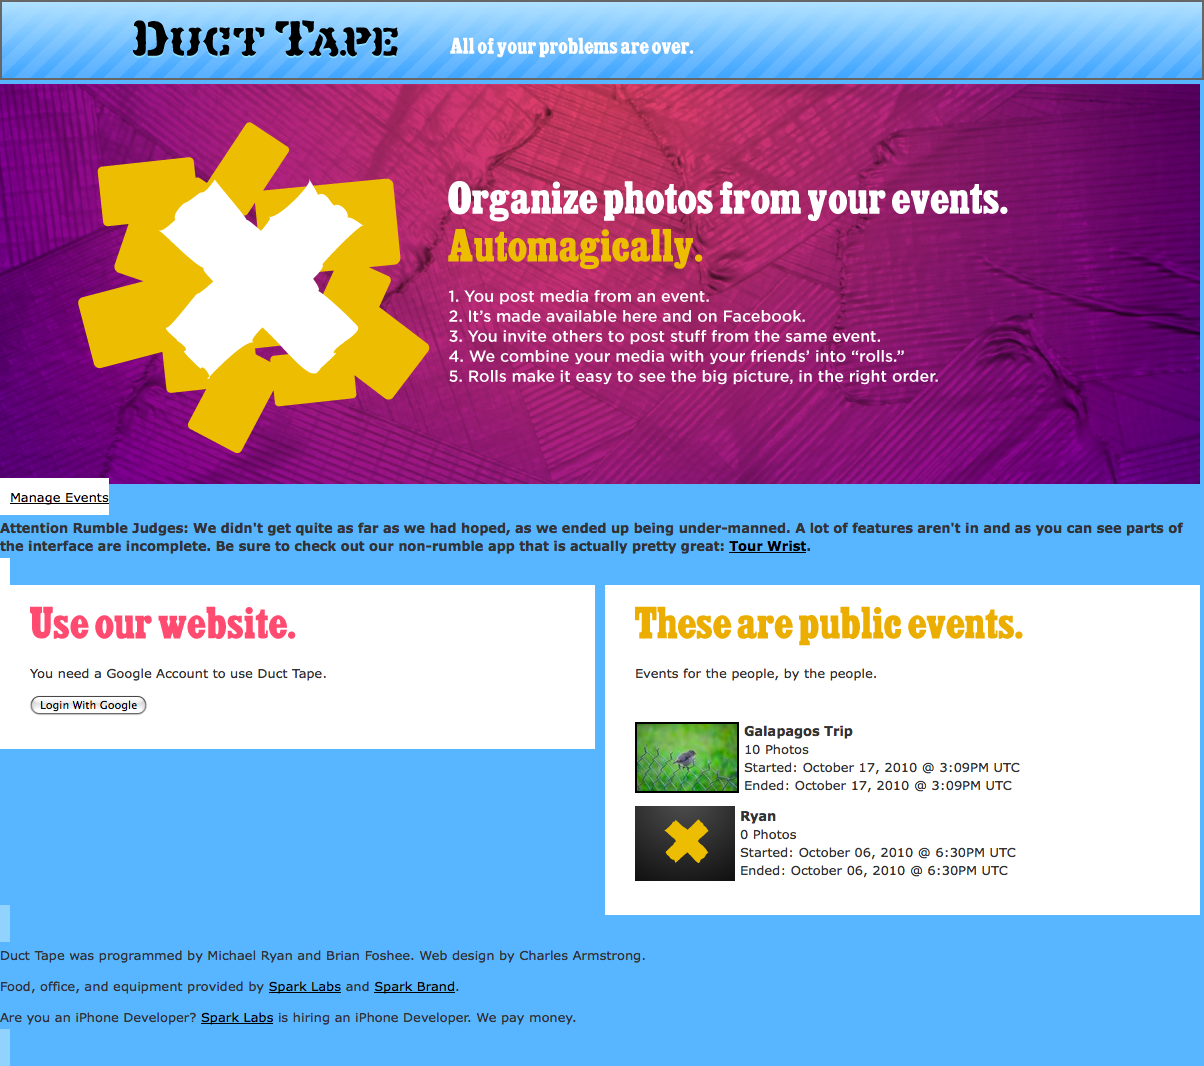 Duct Tape
All of your problems are over.
Organize photos from your events.
Automagically.
1. You post media from an event.
2. It’s made available here and on Facebook.
3. You invite others to post stuff from the same event.
4. We combine your media with your friends’ into “rolls.”
5. Rolls make it easy to see the big picture, in the right order.
Manage Events
Attention Rumble Judges: We didn't get quite as far as we had hoped, as we ended up being under-manned. A lot of features aren't in and as you can see parts of
the interface are incomplete. Be sure to check out our non-rumble app that is actually pretty great: Tour Wrist.
Use our website.
You need a Google Account to use Duct Tape.
Login With Google
These are public events.
Events for the people, by the people.
Galapagos Trip
10 Photos
Started: October 17, 2010 @ 3:09PM UTC
Ended: October 17, 2010 @ 3:09PM UTC
Ryan
0 Photos
Started: October 06, 2010 @ 6:30PM UTC
Ended: October 06, 2010 @ 6:30PM UTC
Duct Tape was programmed by Michael Ryan and Brian Foshee. Web design by Charles Armstrong.
Food, office, and equipment provided by Spark Labs and Spark Brand.
Are you an iPhone Developer? Spark Labs is hiring an iPhone Developer. We pay money.